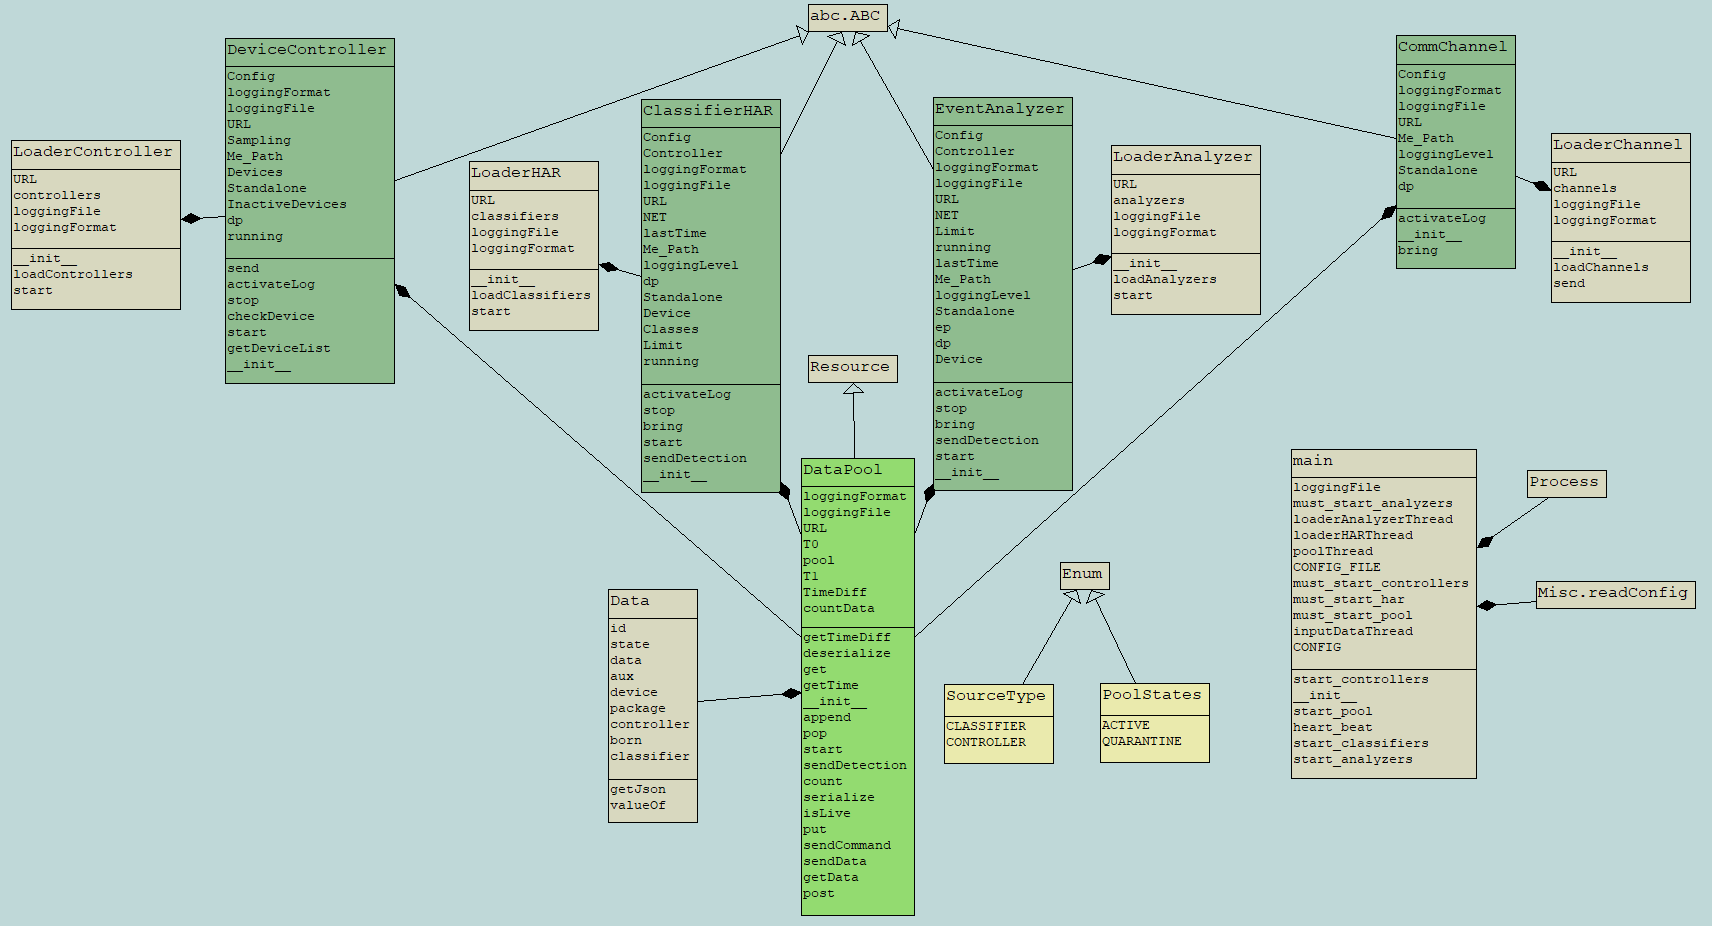 abc.ABC
DeviceController
Config
loggingFormat
loggingFile
URL
Sampling
Me_Path
Devices
Standalone
InactiveDevices
dp
running
send
activateLog
stop
checkDevice
start
getDeviceList
__init__
CommChannel
Config
loggingFormat
loggingFile
URL
Me_Path
loggingLevel
Standalone
dp
activateLog
__init__
bring
ClassifierHAR
Config
Controller
loggingFormat
loggingFile
URL
NET
lastTime
Me_Path
loggingLevel
dp
Standalone
Device
Classes
Limit
running
activateLog
stop
bring
start
sendDetection
__init__
EventAnalyzer
Config
Controller
loggingFormat
loggingFile
URL
NET
Limit
running
lastTime
Me_Path
loggingLevel
Standalone
ep
dp
Device
activateLog
stop
bring
sendDetection
start
__init__
LoaderController
URL
controllers
loggingFile
loggingFormat
__init__
loadControllers
start
LoaderHAR
URL
classifiers
loggingFile
loggingFormat
__init__
loadClassifiers
start
LoaderAnalyzer
URL
analyzers
loggingFile
loggingFormat
__init__
loadAnalyzers
start
LoaderChannel
URL
channels
loggingFile
loggingFormat
__init__
loadChannels
send
Resource
DataPool
loggingFormat
loggingFile
URL
T0
pool
T1
TimeDiff
countData
getTimeDiff
deserialize
get
getTime
__init__
append
pop
start
sendDetection
count
serialize
isLive
put
sendCommand
sendData
getData
post
main
loggingFile
must_start_analyzers
loaderAnalyzerThread
loaderHARThread
poolThread
CONFIG_FILE
must_start_controllers
must_start_har
must_start_pool
inputDataThread
CONFIG
start_controllers
__init__
start_pool
heart_beat
start_classifiers
start_analyzers
Process
Misc.readConfig
Enum
Data
id
state
data
aux
device
package
controller
born
classifier
getJson
valueOf
SourceType
CLASSIFIER
CONTROLLER
PoolStates
ACTIVE
QUARANTINE